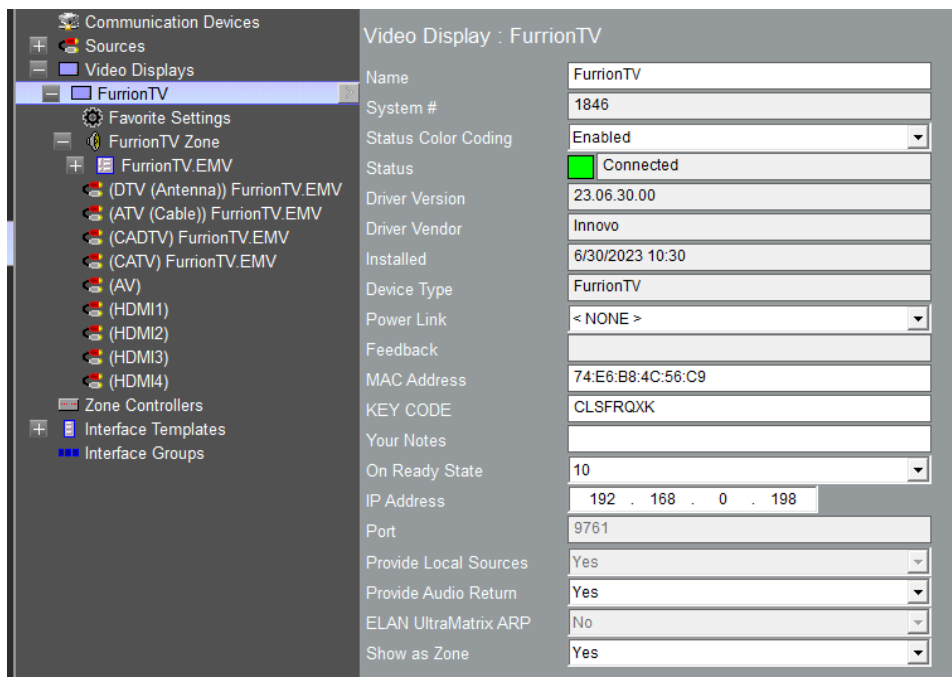 Communication Devices
Sources
Video Displays
FurrionTV
Favorite Settings
FurrionTV Zone
FurrionTV.EMV
(DTV (Antenna)) FurrionTV.EMV
(ATV (Cable)) FurrionTV.EMV
(CADTV) FurrionTV.EMV
(CATV) FurrionTV.EMV
(AV)
(HDMI1)
(HDMI2)
(HDMI3)
(HDMI4)
Zone Controllers
Interface Templates
Interface Groups
Video Display : FurrionTV
Name FurrionTV
System # 1846
Status Color Coding Enabled
Status Connected
Driver Version 23.06.30.00
Driver Vendor Innovo
Installed 6/30/2023 10:30
Device Type FurrionTV
Power Link < NONE >
Feedback
MAC Address 74:E6:B8:4C:56:C9
KEY CODE CLSFRQXK
Your Notes
On Ready State 10
IP Address 192 . 168 . 0 . 198
Port 9761
Provide Local Sources Yes
Provide Audio Return Yes
ELAN UltraMatrix ARP No
Show as Zone Yes